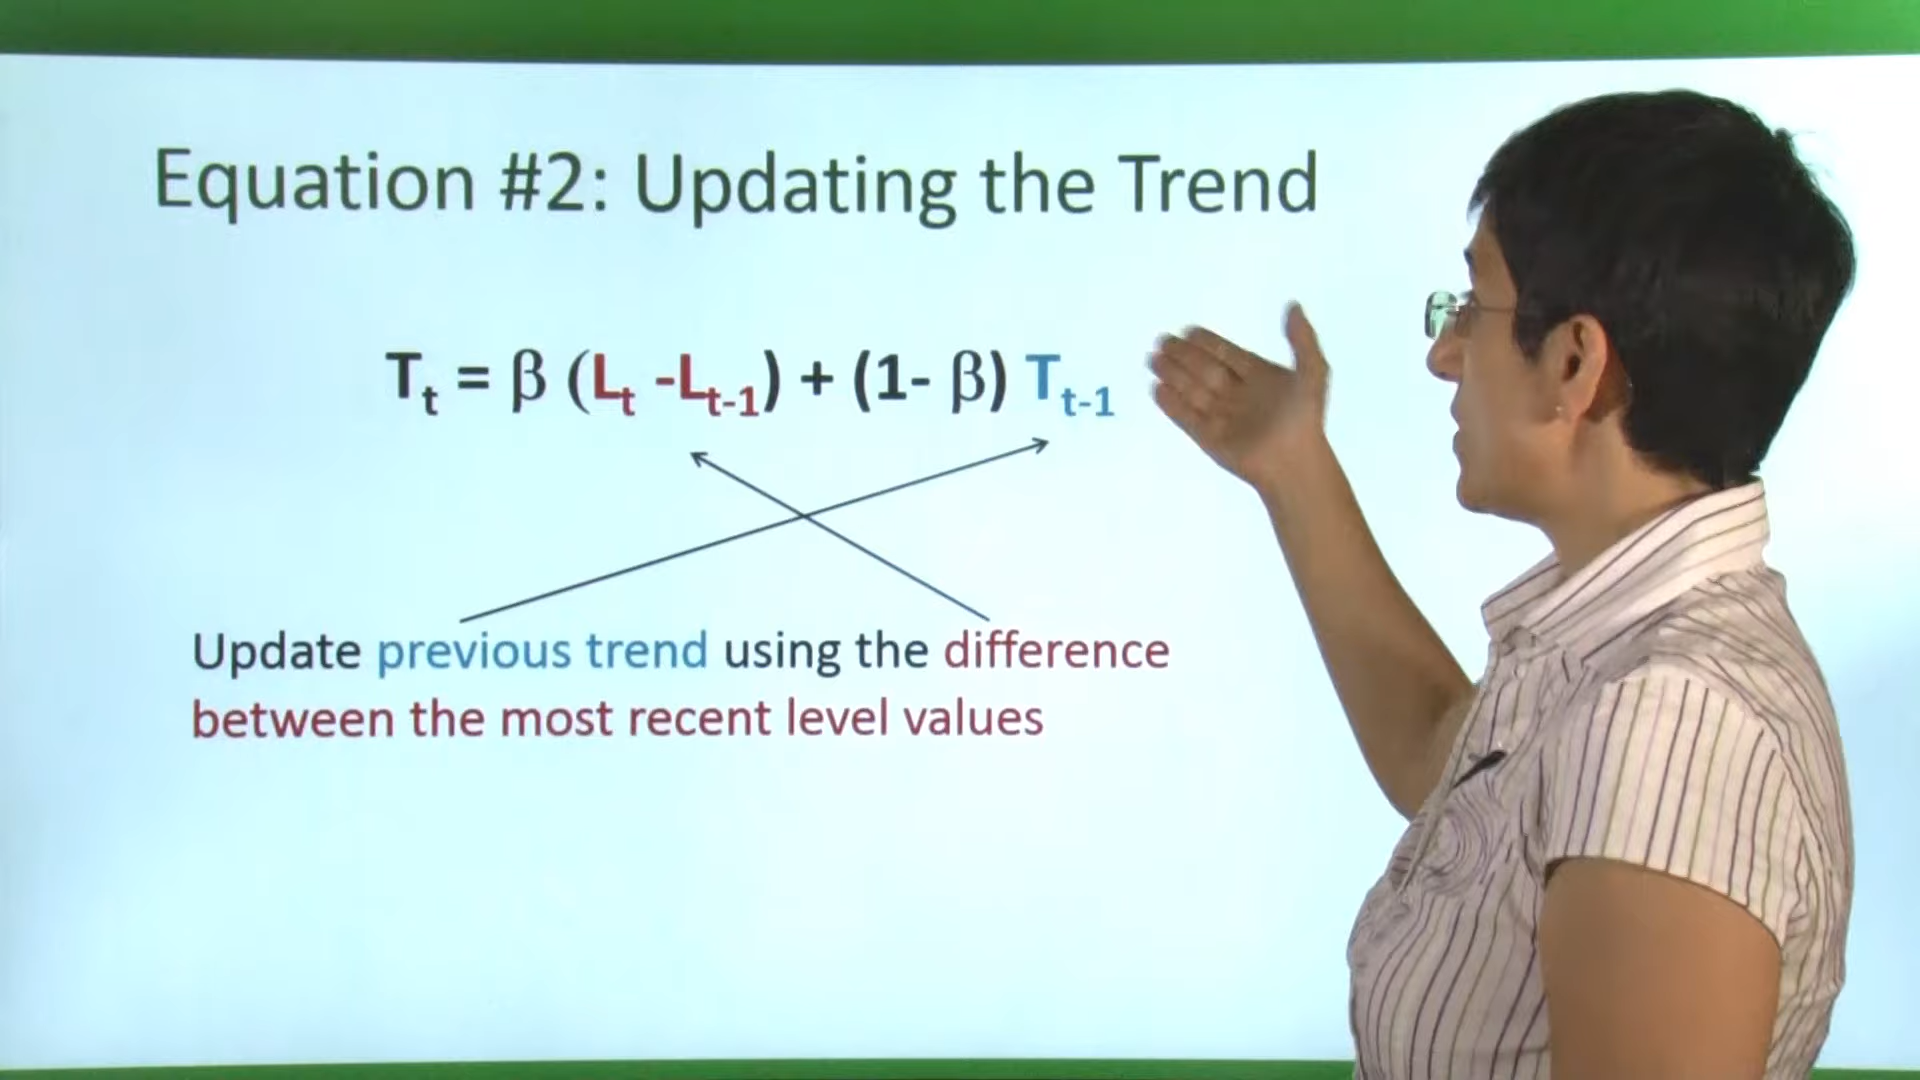 Equation #2: Updating the Trend
Tₜ = β (Lₜ -Lₜ₋₁) + (1- β) Tₜ₋₁
Update previous trend using the difference
between the most recent level values